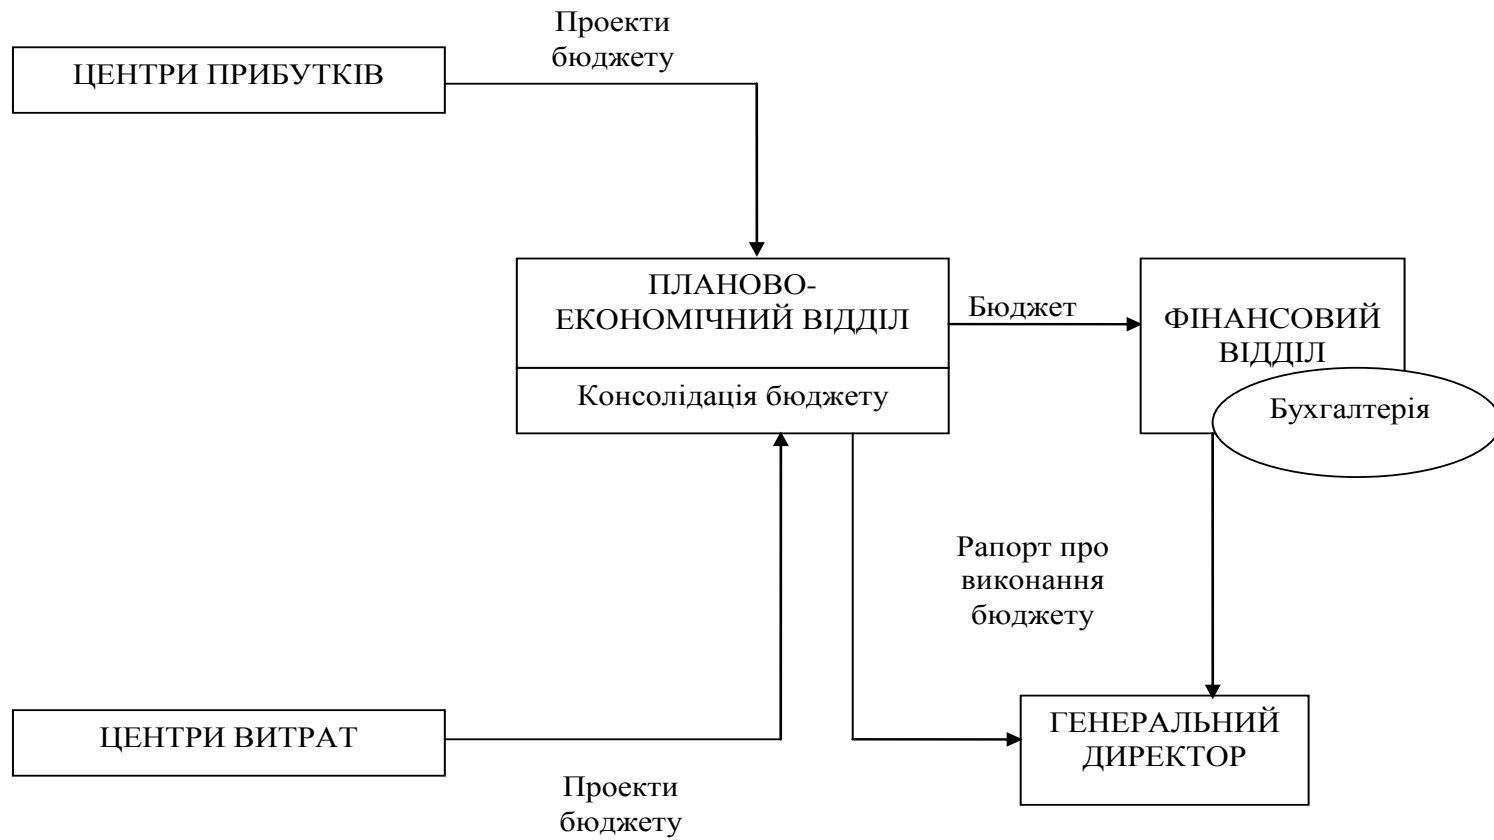 Проекти
бюджету
ЦЕНТРИ ПРИБУТКІВ
ПЛАНОВО-
ЕКОНОМІЧНИЙ ВІДДІЛ
Консолідація бюджету
Бюджет
ФІНАНСОВИЙ
ВІДДІЛ
Бухгалтерія
Рапорт про
виконання
бюджету
ЦЕНТРИ ВИТРАТ
Проекти
бюджету
ГЕНЕРАЛЬНИЙ
ДИРЕКТОР